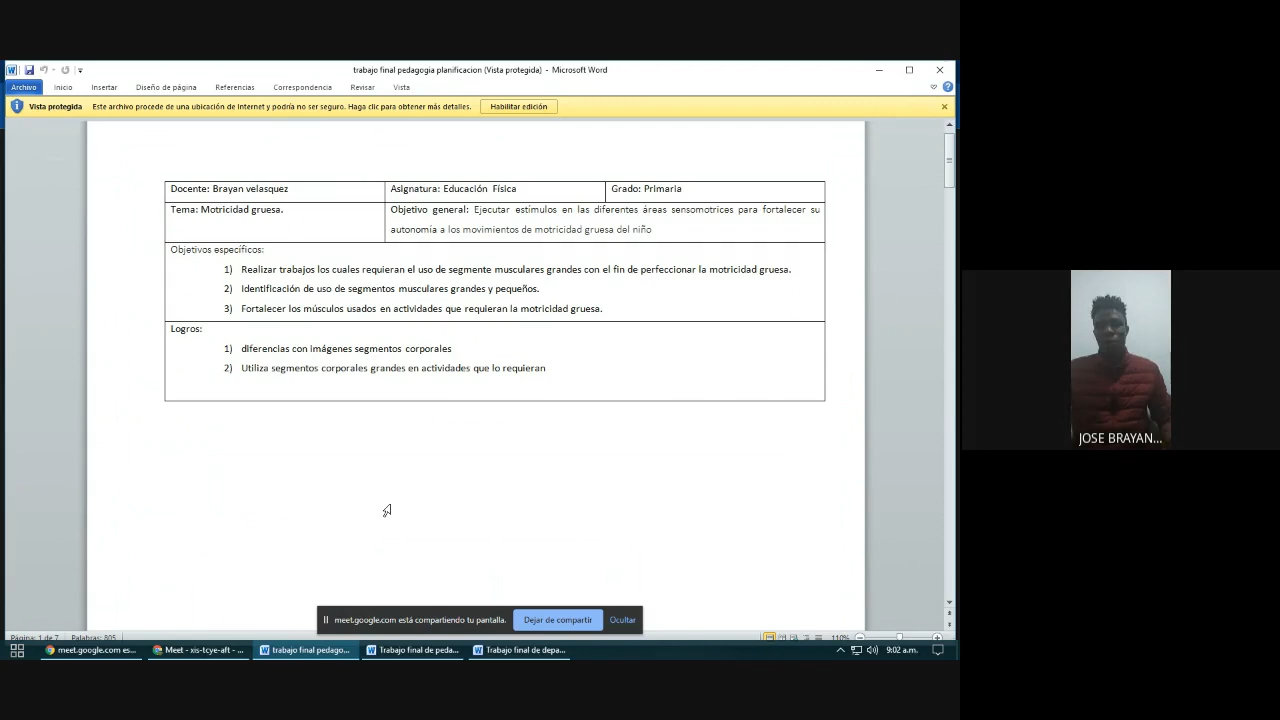 trabajo final pedagogia planificacion (Vista protegida) - Microsoft Word
Archivo Inicio Insertar Diseño de página Referencias Correspondencia Revisar Vista
Vista protegida Este archivo procede de una ubicación de Internet y podría no ser seguro. Haga clic para obtener más detalles. Habilitar edición
Docente: Brayan velasquez
Asignatura: Educación Física
Grado: Primaria
Tema: Motricidad gruesa.
Objetivo general: Ejecutar estímulos en las diferentes áreas sensomotrices para fortalecer su
autonomía a los movimientos de motricidad gruesa del niño
Objetivos específicos:
1) Realizar trabajos los cuales requieran el uso de segmente musculares grandes con el fin de perfeccionar la motricidad gruesa.
2) Identificación de uso de segmentos musculares grandes y pequeños.
3) Fortalecer los músculos usados en actividades que requieran la motricidad gruesa.
Logros:
1) diferencias con imágenes segmentos corporales
2) Utiliza segmentos corporales grandes en actividades que lo requieran
JOSE BRAYAN...
meet.google.com está compartiendo tu pantalla. Dejar de compartir Ocultar
Página: 1 de 7 Palabras: 805 110%
meet.google.com es... Meet - xis-tcye-aft - ... trabajo final pedago... Trabajo final de peda... Trabajo final de depa... 9:02 a.m.